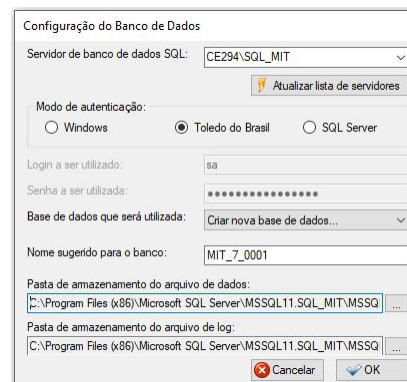 Configuração do Banco de Dados
Servidor de banco de dados SQL: CE294\SQL_MIT
Atualizar lista de servidores
Modo de autenticação:
Windows Toledo do Brasil SQL Server
Login a ser utilizado: sa
Senha a ser utilizada: ●●●●●●●●●●●●●●●●
Base de dados que será utilizada: Criar nova base de dados...
Nome sugerido para o banco: MIT_7_0001
Pasta de armazenamento do arquivo de dados:
C:\Program Files (x86)\Microsoft SQL Server\MSSQL11.SQL_MIT\MSSQ ...
Pasta de armazenamento do arquivo de log:
C:\Program Files (x86)\Microsoft SQL Server\MSSQL11.SQL_MIT\MSSQ ...
Cancelar OK